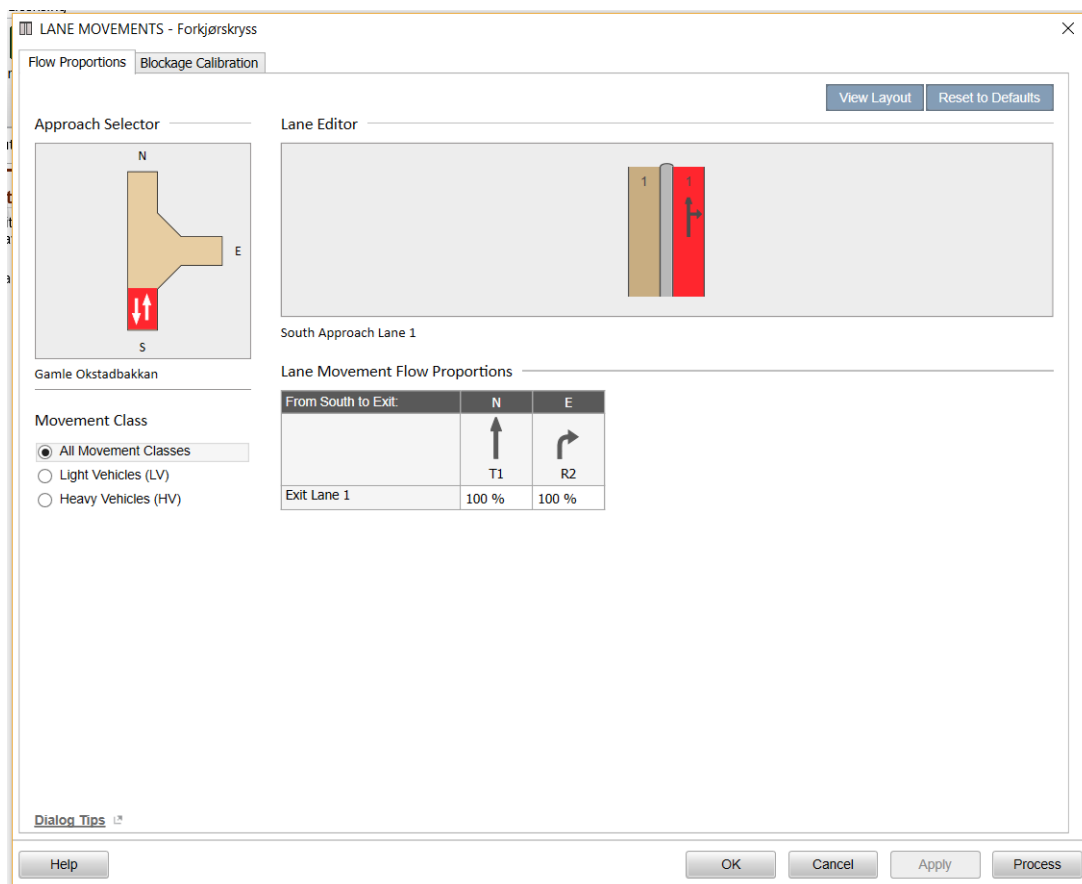 LANE MOVEMENTS - Forkjørskryss
Flow Proportions
Blockage Calibration
View Layout
Reset to Defaults
Approach Selector
Lane Editor
N
E
S
1
1
Gamle Okstadbakkan
South Approach Lane 1
Movement Class
All Movement Classes
Light Vehicles (LV)
Heavy Vehicles (HV)
Lane Movement Flow Proportions
From South to Exit: N E
T1 R2
Exit Lane 1 100 % 100 %
Dialog Tips
Help
OK
Cancel
Apply
Process